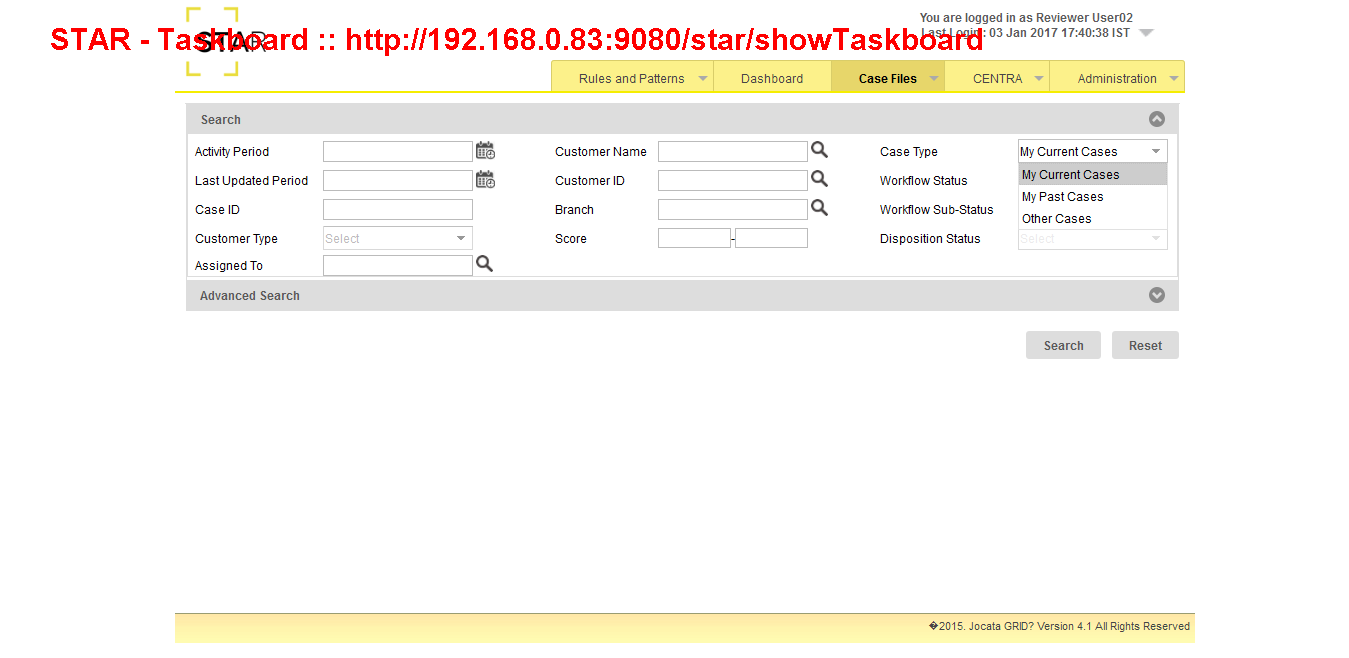 You are logged in as Reviewer User02
STAR
STAR - Taskboard :: http://192.168.0.83:9080/star/showTaskboard
Last Login : 03 Jan 2017 17:40:38 IST
Rules and Patterns Dashboard Case Files CENTRA Administration
Search
Activity Period Customer Name Case Type My Current Cases
Last Updated Period Customer ID Workflow Status My Current Cases
My Past Cases
Case ID Branch Workflow Sub-Status Other Cases
Customer Type Select Score - Disposition Status Select
Assigned To
Advanced Search
Search Reset
�2015. Jocata GRID? Version 4.1 All Rights Reserved